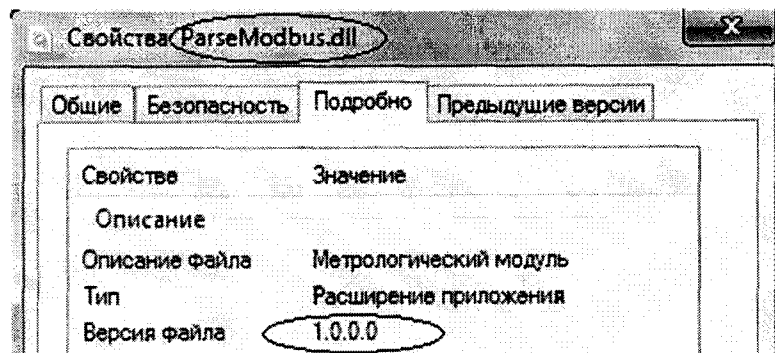 Свойства: ParseModbus.dll
Общие Безопасность Подробно Предыдущие версии
Свойство Значение
Описание
Описание файла Метрологический модуль
Тип Расширение приложения
Версия файла 1.0.0.0